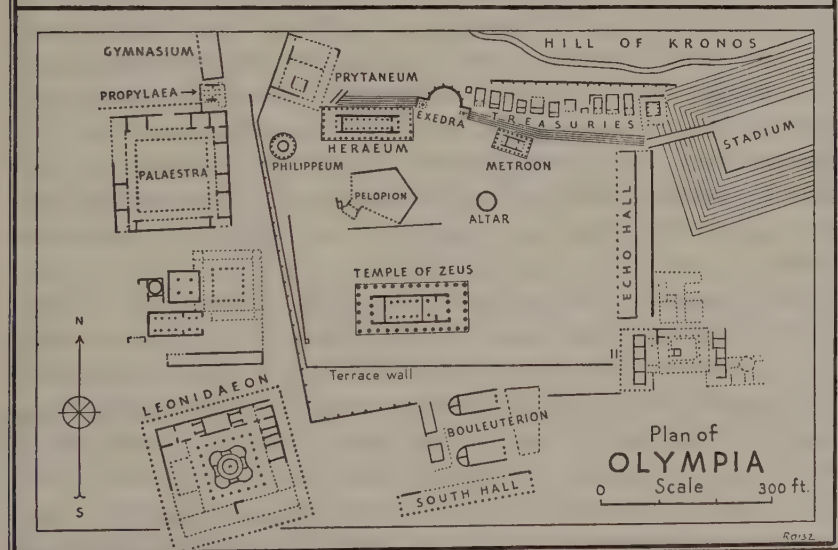 GYMNASIUM
HILL OF KRONOS
PROPYLAEA
PRYTANEUM
EXEDRA
TREASURIES
STADIUM
HERAEUM
PHILIPPEUM
METROON
PALAESTRA
PELOPION
ALTAR
ECHO HALL
TEMPLE OF ZEUS
N
S
Terrace wall
LEONIDAEON
BOULEUTERION
SOUTH HALL
Plan of
OLYMPIA
Scale
0 300 ft.
Raisz